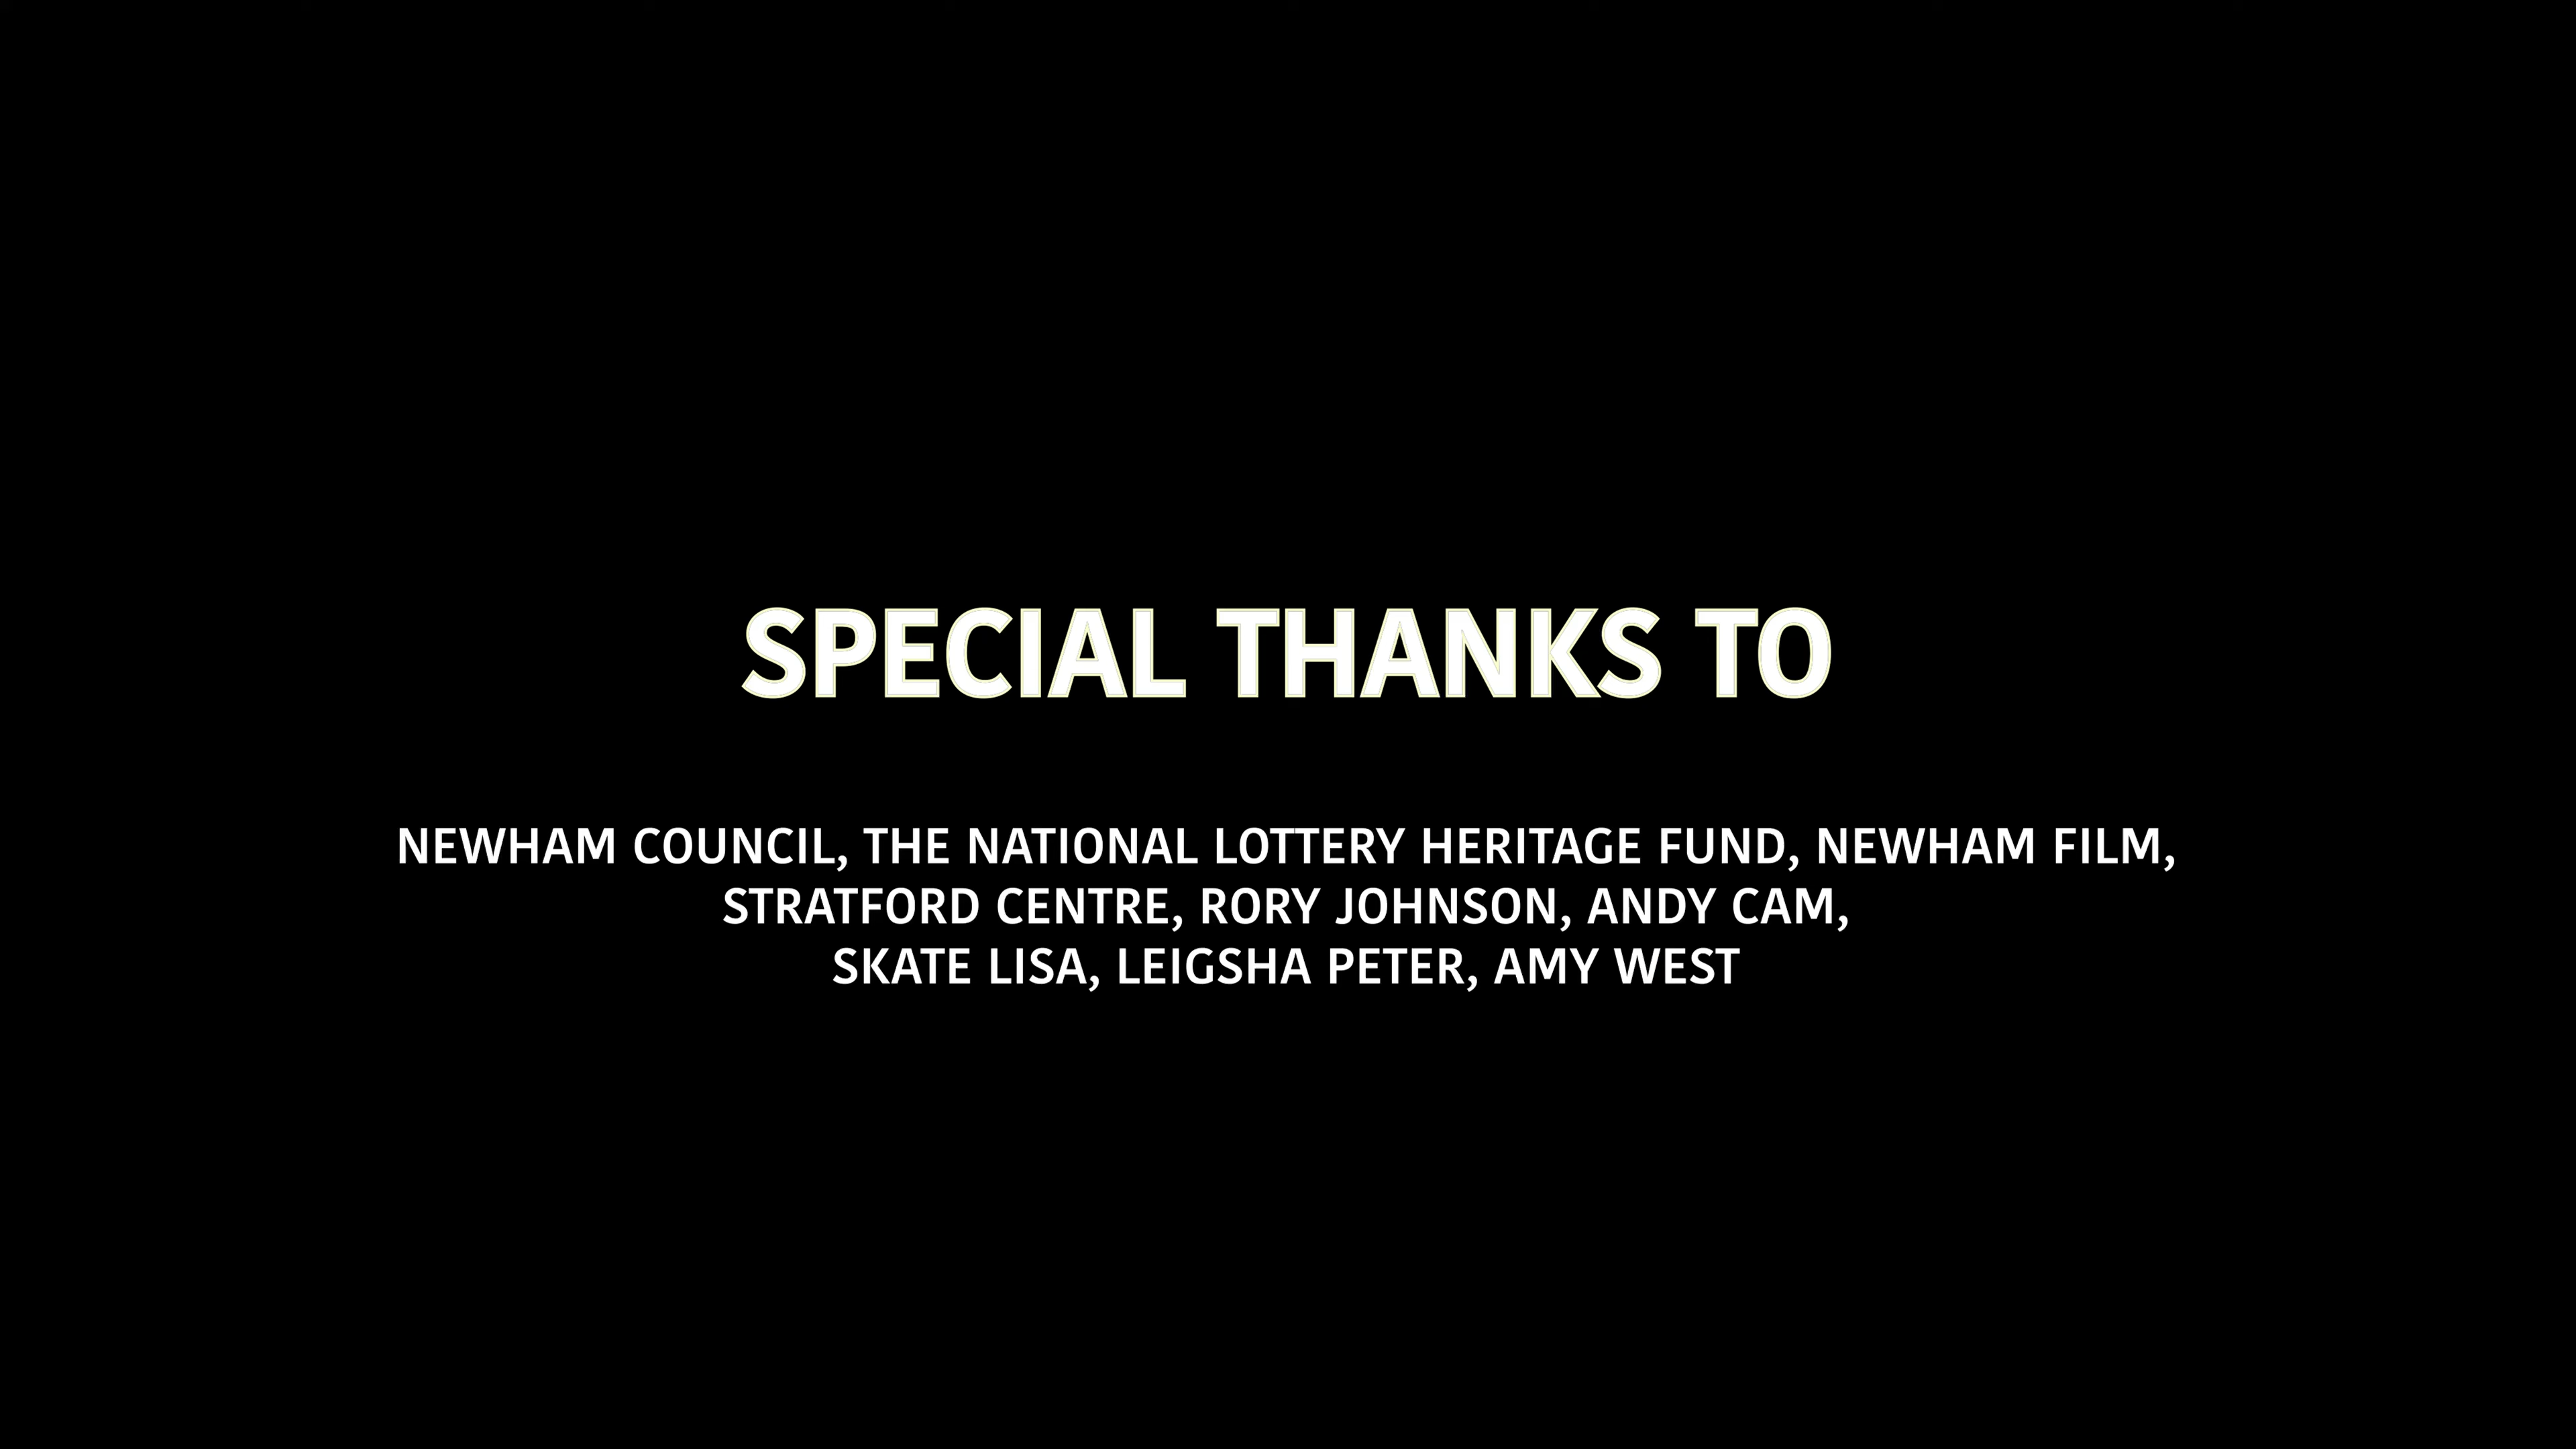 SPECIAL THANKS TO
NEWHAM COUNCIL, THE NATIONAL LOTTERY HERITAGE FUND, NEWHAM FILM,
STRATFORD CENTRE, RORY JOHNSON, ANDY CAM,
SKATE LISA, LEIGSHA PETER, AMY WEST